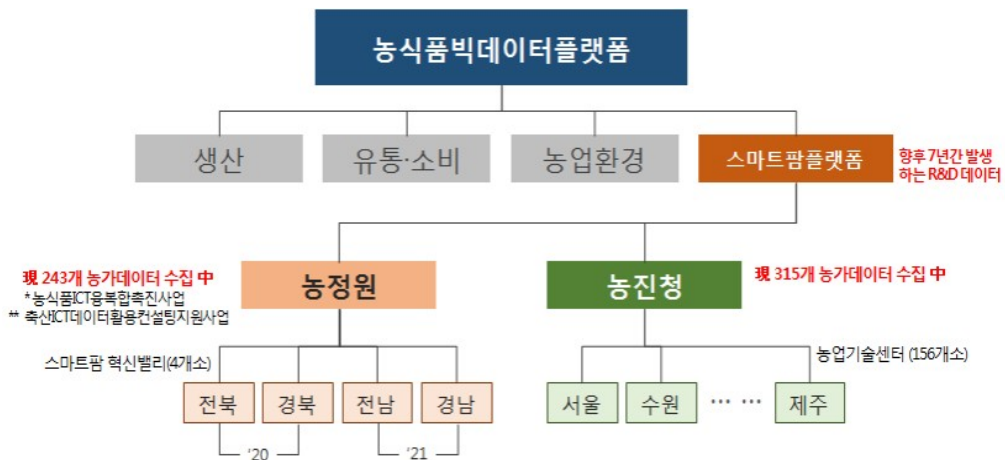 농식품빅데이터플랫폼
생산
유통·소비
농업환경
스마트팜플랫폼
향후 7년간 발생
하는 R&D 데이터
現 243개 농가데이터 수집 中
* 농식품ICT융복합촉진사업
** 축산ICT데이터활용컨설팅지원사업
농정원
농진청
現 315개 농가데이터 수집 中
스마트팜 혁신밸리(4개소)
농업기술센터 (156개소)
전북
경북
전남
경남
서울
수원
… …
제주
'20
'21